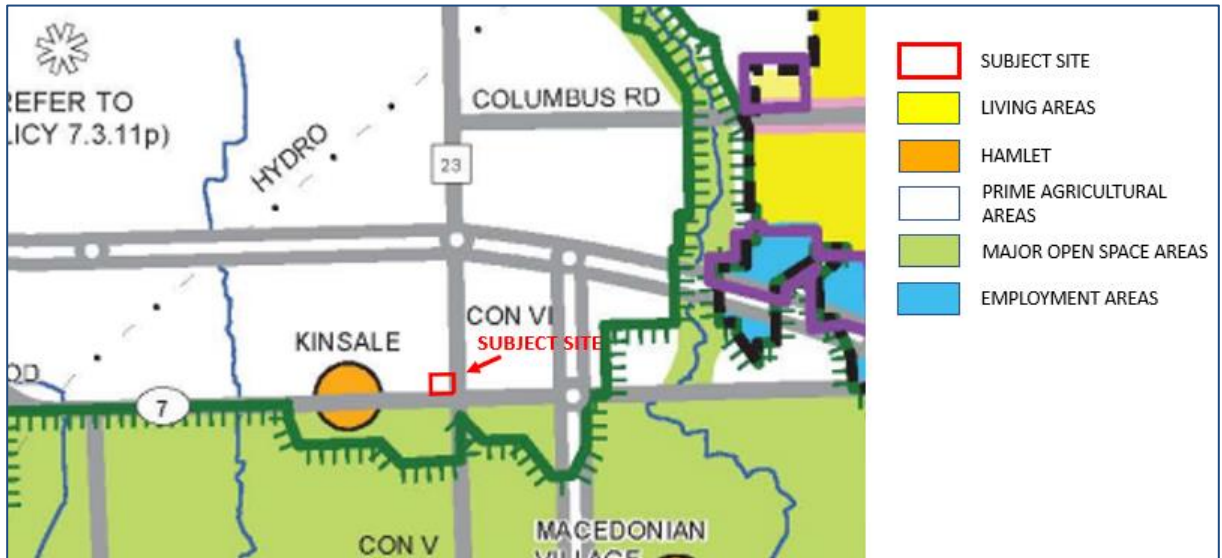 REFER TO
LICY 7.3.11p)
HYDRO
COLUMBUS RD
23
CON VI
KINSALE
SUBJECT SITE
7
CON V
MACEDONIAN
VILLAGE
SUBJECT SITE
LIVING AREAS
HAMLET
PRIME AGRICULTURAL
AREAS
MAJOR OPEN SPACE AREAS
EMPLOYMENT AREAS